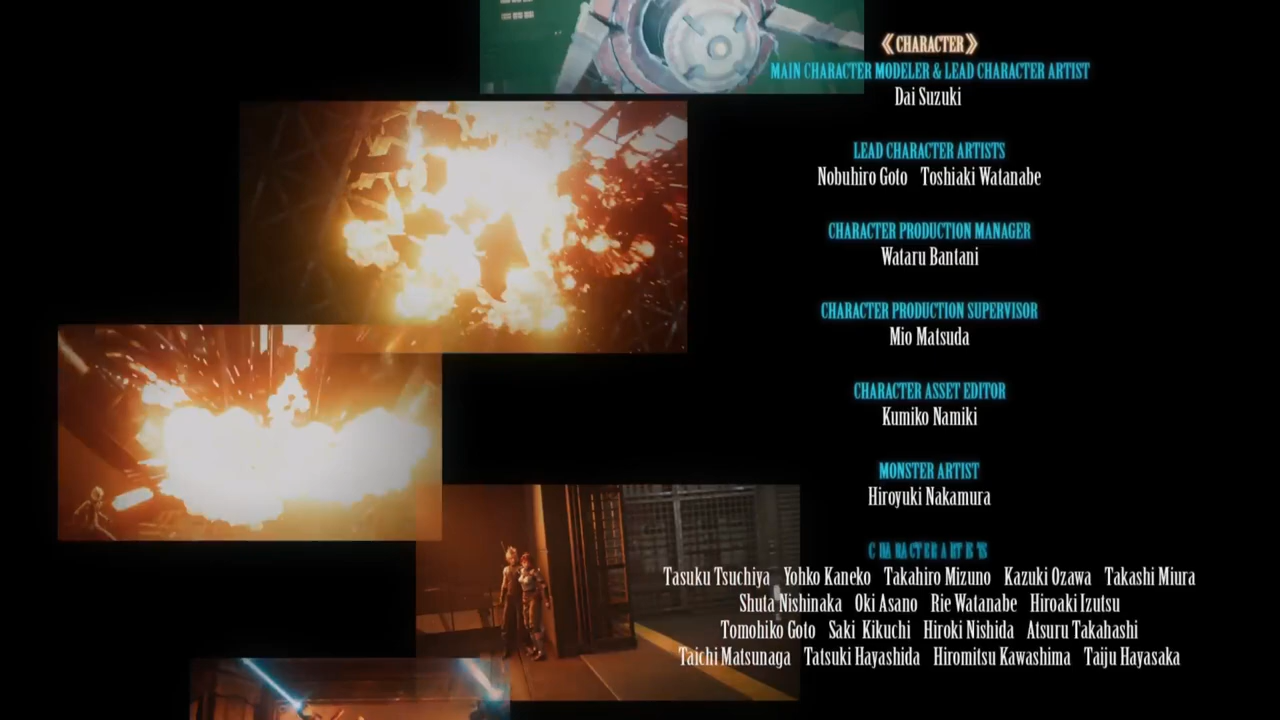 《CHARACTER》
MAIN CHARACTER MODELER & LEAD CHARACTER ARTIST
Dai Suzuki
LEAD CHARACTER ARTISTS
Nobuhiro Goto Toshiaki Watanabe
CHARACTER PRODUCTION MANAGER
Wataru Bantani
CHARACTER PRODUCTION SUPERVISOR
Mio Matsuda
CHARACTER ASSET EDITOR
Kumiko Namiki
MONSTER ARTIST
Hiroyuki Nakamura
CHARACTER ARTISTS
Tasuku Tsuchiya Yohko Kaneko Takahiro Mizuno Kazuki Ozawa Takashi Miura
Shuta Nishinaka Oki Asano Rie Watanabe Hiroaki Izutsu
Tomohiko Goto Saki Kikuchi Hiroki Nishida Atsuru Takahashi
Taichi Matsunaga Tatsuki Hayashida Hiromitsu Kawashima Taiju Hayasaka